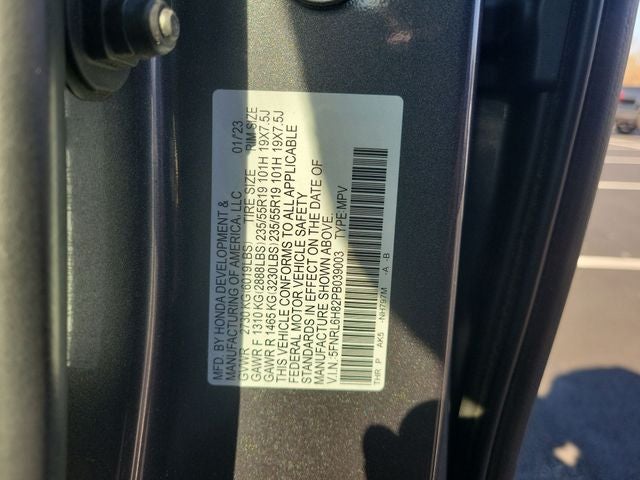 MFD. BY HONDA DEVELOPMENT &
MANUFACTURING OF AMERICA, LLC 01/23
GVWR 2730 KG(6019LBS) TIRE SIZE RIM SIZE
GAWR F 1310 KG(2888LBS) 235/55R19 101H 19X7.5J
GAWR R 1465 KG(3230LBS) 235/55R19 101H 19X7.5J
THIS VEHICLE CONFORMS TO ALL APPLICABLE
FEDERAL MOTOR VEHICLE SAFETY
STANDARDS IN EFFECT ON THE DATE OF
MANUFACTURE SHOWN ABOVE.
V.I.N.:5FNRL6H82PB039003 TYPE:MPV
THR P AK5 -NH797M -A -B